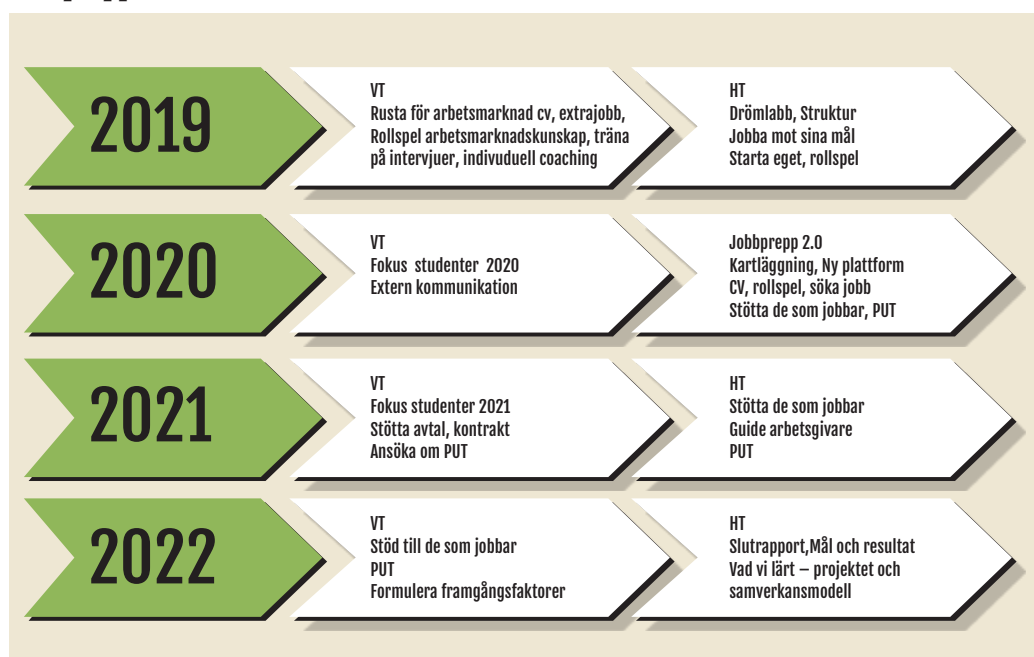 2019
VT
Rusta för arbetsmarknad cv, extrajobb,
Rollspel arbetsmarknadskunskap, träna
på intervjuer, indivuduell coaching
HT
Drömlabb, Struktur
Jobba mot sina mål
Starta eget, rollspel
2020
VT
Fokus studenter 2020
Extern kommunikation
Jobbprepp 2.0
Kartläggning, Ny plattform
CV, rollspel, söka jobb
Stötta de som jobbar, PUT
2021
VT
Fokus studenter 2021
Stötta avtal, kontrakt
Ansöka om PUT
HT
Stötta de som jobbar
Guide arbetsgivare
PUT
2022
VT
Stöd till de som jobbar
PUT
Formulera framgångsfaktorer
HT
Slutrapport,Mål och resultat
Vad vi lärt – projektet och
samverkansmodell